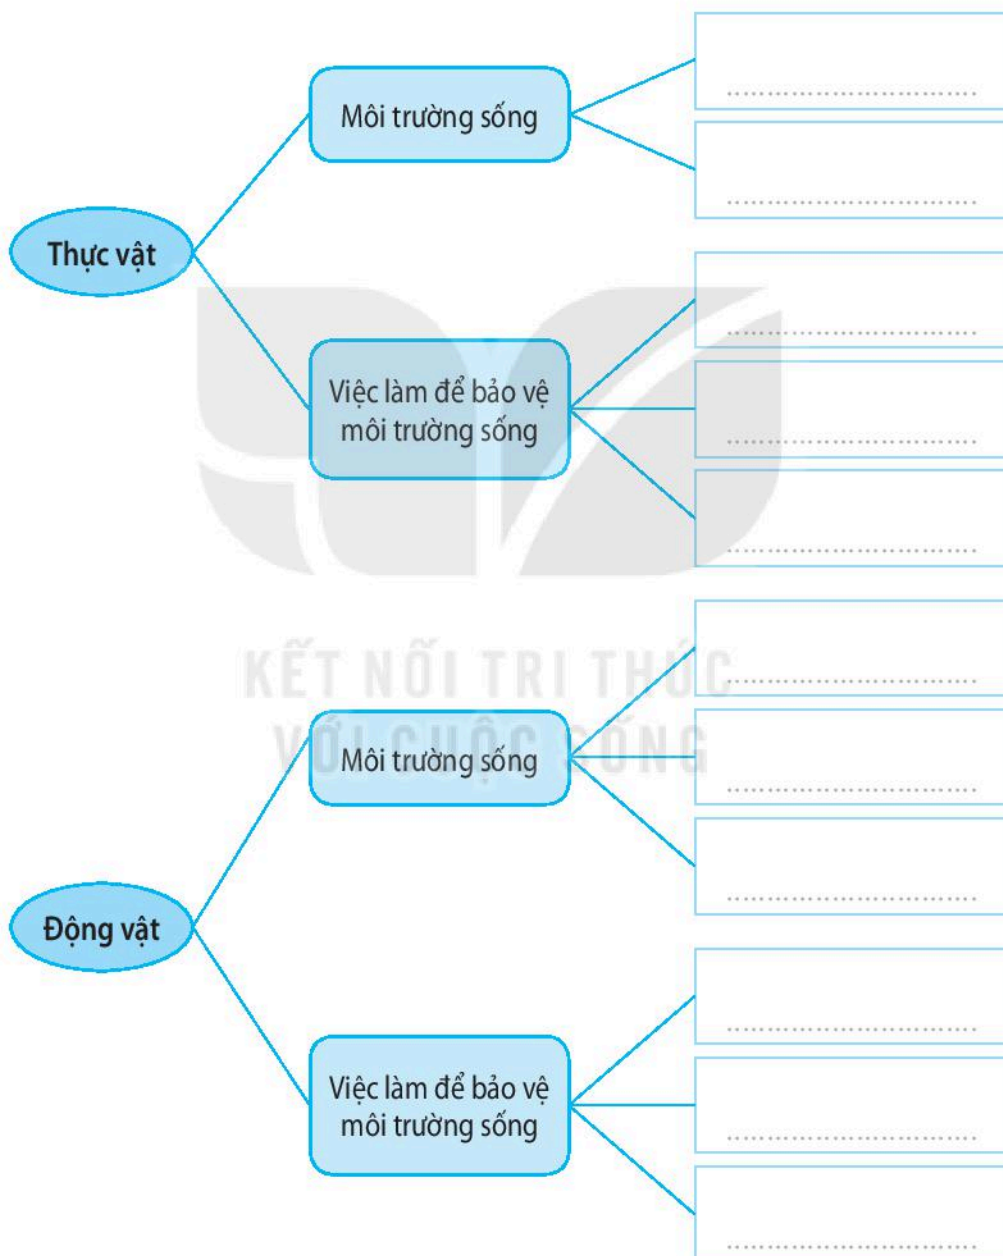 Môi trường sống
Thực vật
Việc làm để bảo vệ
môi trường sống
KẾT NỐI TRI THỨC
VỚI CUỘC SỐNG
Môi trường sống
Động vật
Việc làm để bảo vệ
môi trường sống